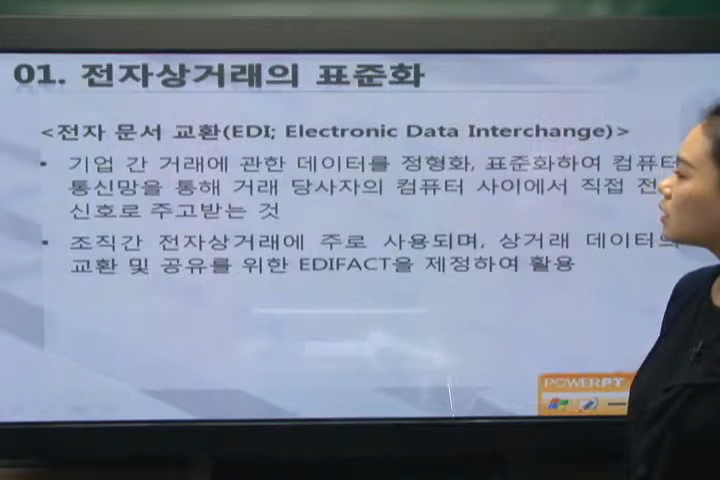 01. 전자상거래의 표준화
<전자 문서 교환(EDI; Electronic Data Interchange)>
• 기업 간 거래에 관한 데이터를 정형화, 표준화하여 컴퓨터
통신망을 통해 거래 당사자의 컴퓨터 사이에서 직접 전
신호로 주고받는 것
• 조직간 전자상거래에 주로 사용되며, 상거래 데이터의
교환 및 공유를 위한 EDIFACT을 제정하여 활용
POWERPT